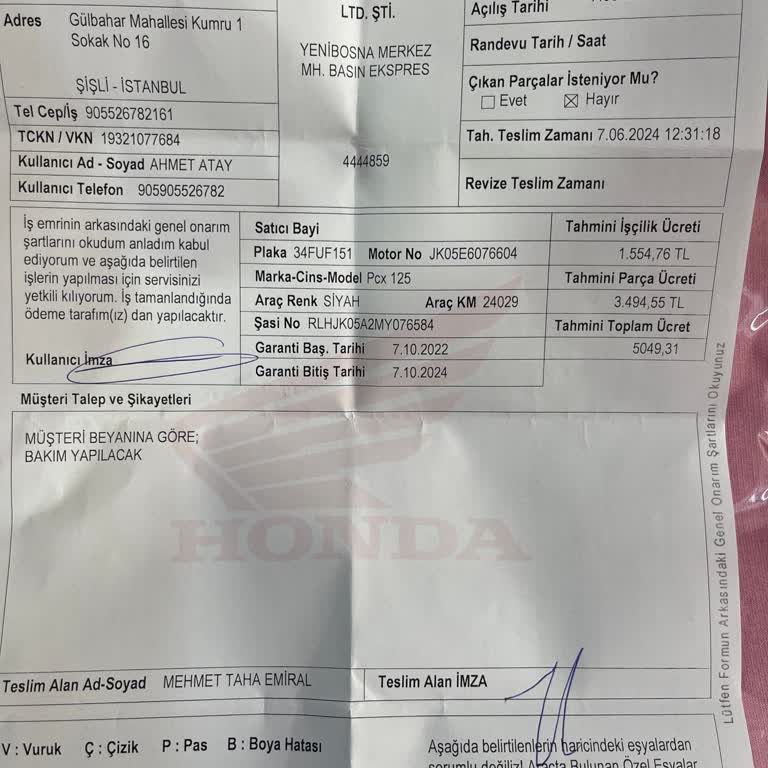 Adres Gülbahar Mahallesi Kumru 1
Sokak No 16
ŞİŞLİ - İSTANBUL
Tel Cep/iş 905526782161
TCKN / VKN 19321077684
Kullanıcı Ad - Soyad AHMET ATAY
Kullanıcı Telefon 905905526782
LTD. ŞTİ.
YENİBOSNA MERKEZ
MH. BASIN EKSPRES
4444859
Açılış Tarihi
Randevu Tarih / Saat
Çıkan Parçalar İsteniyor Mu?
Evet Hayır
Tah. Teslim Zamanı 7.06.2024 12:31:18
Revize Teslim Zamanı
İş emrinin arkasındaki genel onarım
şartlarını okudum anladım kabul
ediyorum ve aşağıda belirtilen
işlerin yapılması için servisinizi
yetkili kılıyorum. İş tamanlandığında
ödeme tarafım(ız) dan yapılacaktır.
Kullanıcı İmza
Satıcı Bayi
Plaka 34FUF151 Motor No JK05E6076604
Marka-Cins-Model Pcx 125
Araç Renk SİYAH Araç KM 24029
Şasi No RLHJK05A2MY076584
Garanti Baş. Tarihi 7.10.2022
Garanti Bitiş Tarihi 7.10.2024
Tahmini İşçilik Ücreti
1.554,76 TL
Tahmini Parça Ücreti
3.494,55 TL
Tahmini Toplam Ücret
5049,31
Müşteri Talep ve Şikayetleri
MÜŞTERİ BEYANINA GÖRE;
BAKIM YAPILACAK
HONDA
Lütfen Formun Arkasındaki Genel Onarım Şartlarını Okuyunuz
Teslim Alan Ad-Soyad MEHMET TAHA EMİRAL
Teslim Alan İMZA
V : Vuruk Ç : Çizik P : Pas B : Boya Hatası
Aşağıda belirtilenlerin haricindeki eşyalardan
sorumlu değiliz! Araçta Bulunan Özel Eşyalar